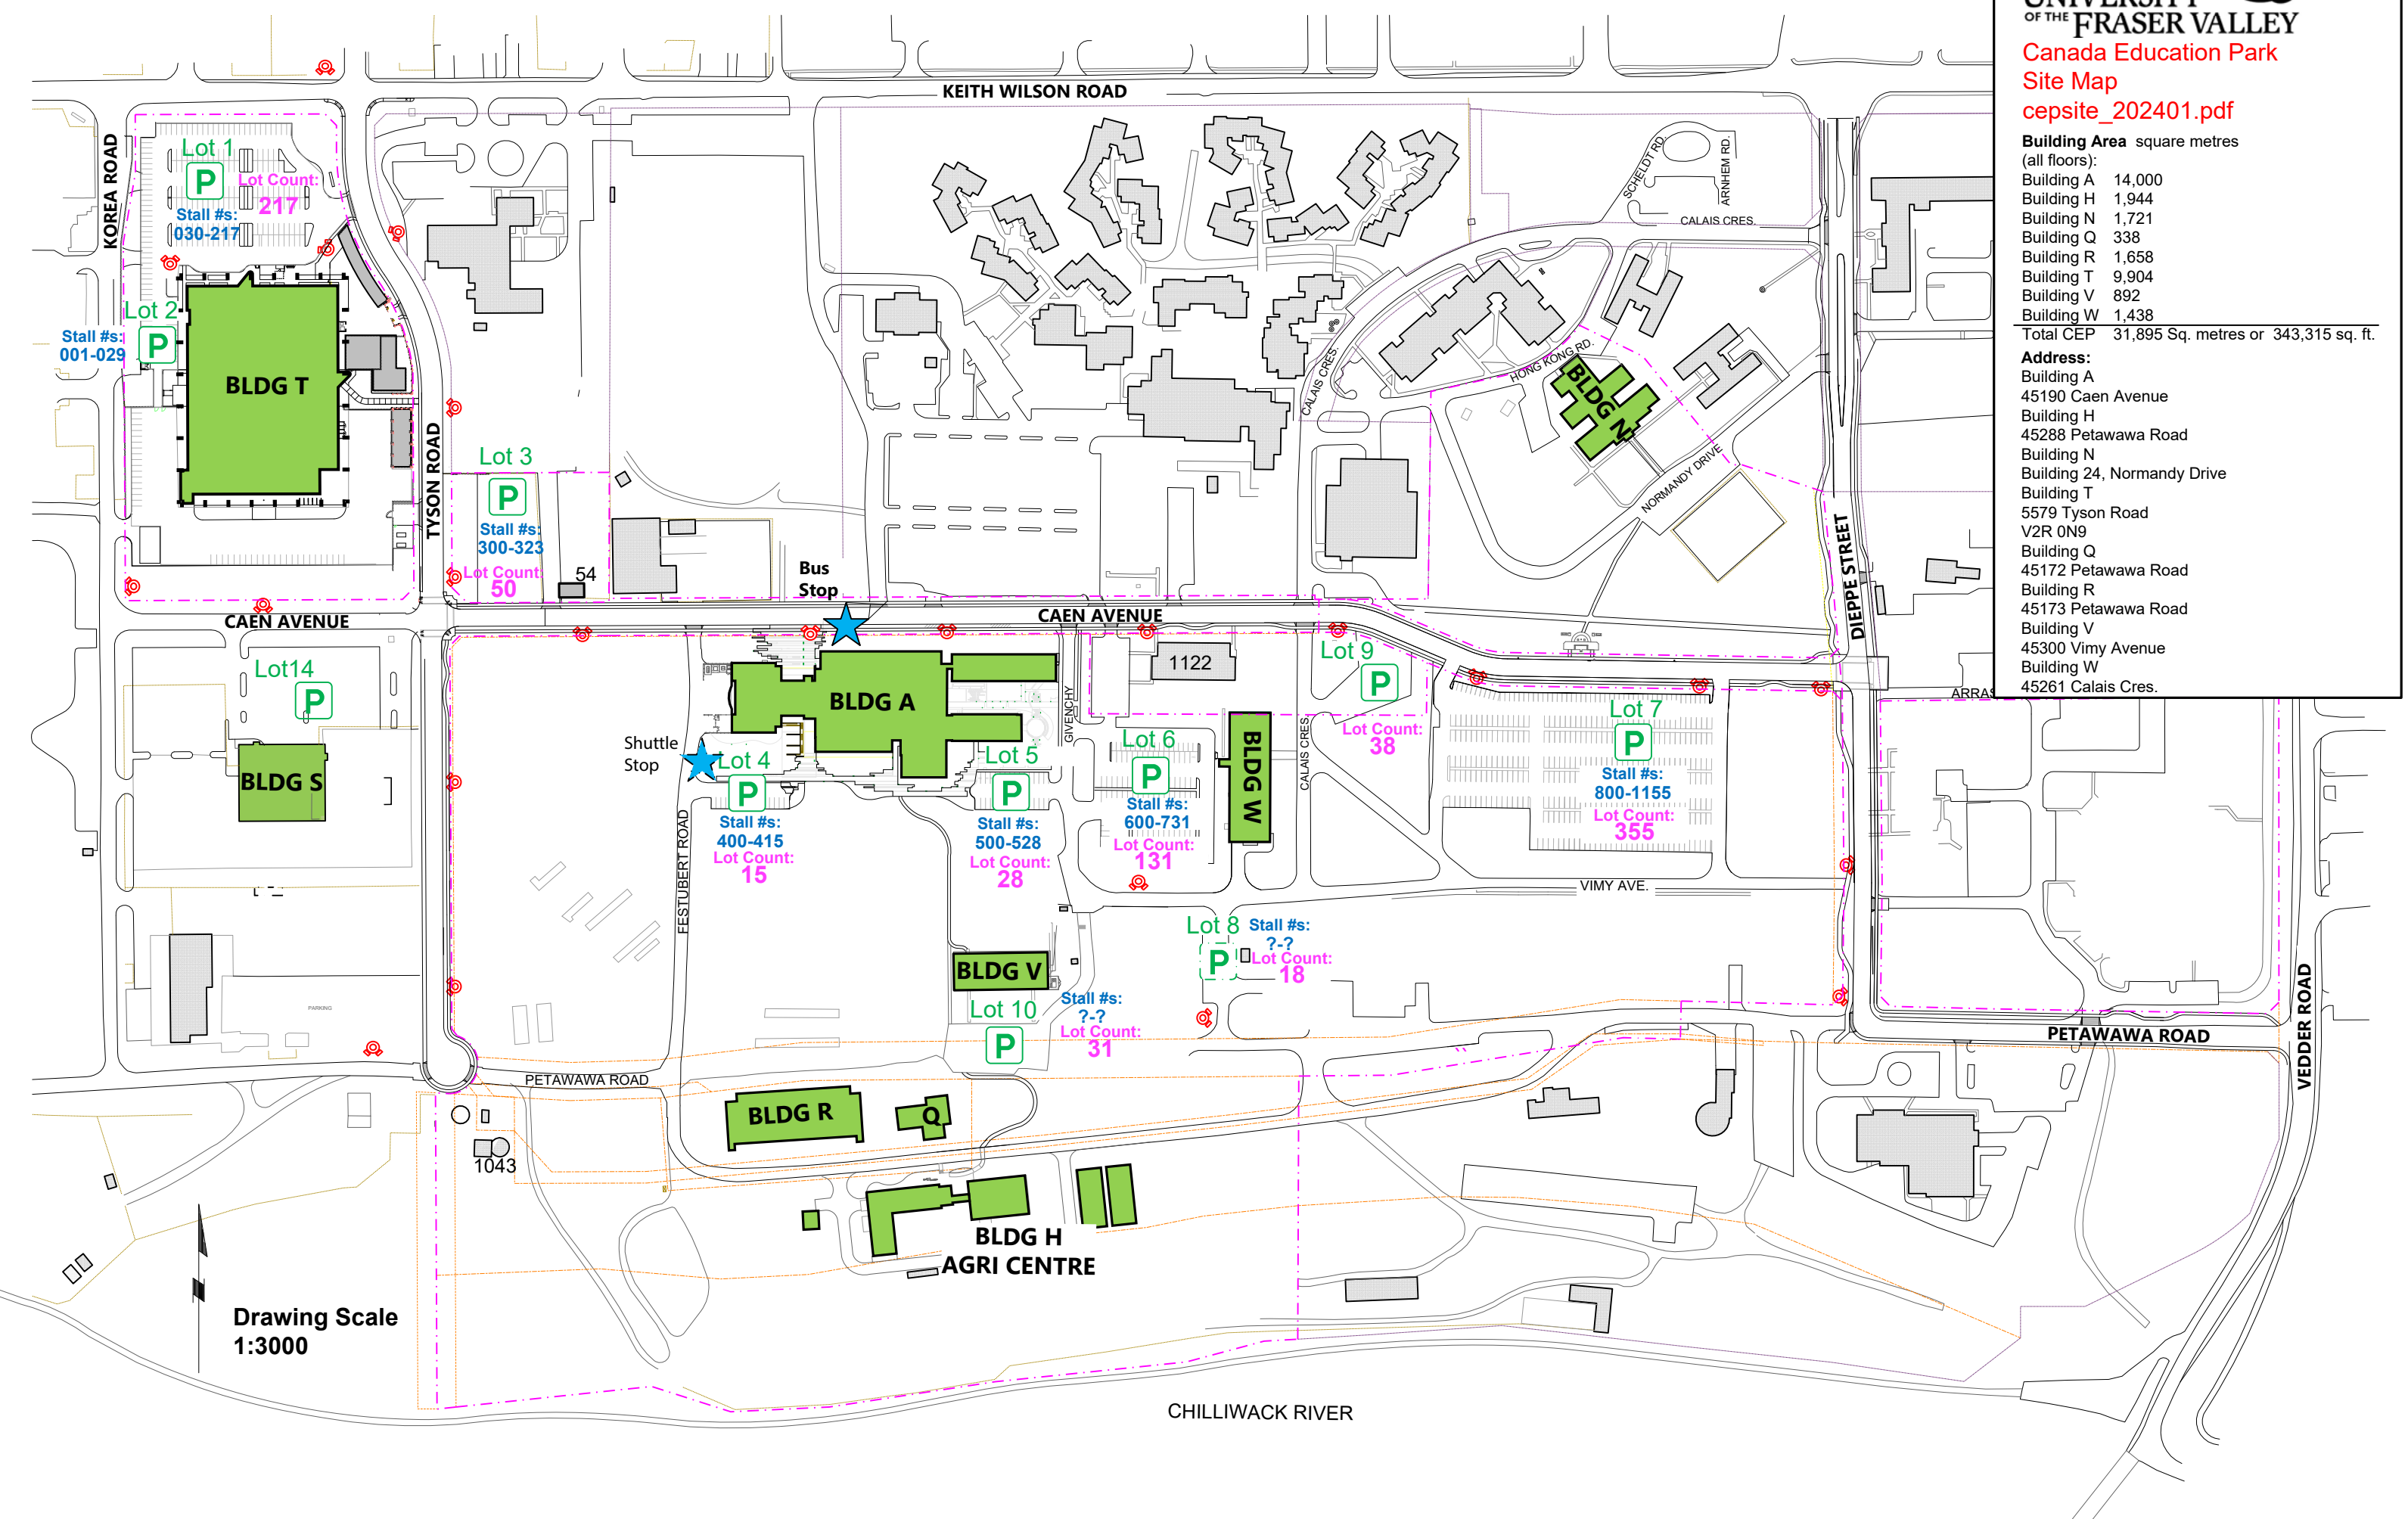 UNIVERSITY
OF THE FRASER VALLEY
Canada Education Park
Site Map
cepsite_202401.pdf
Building Area square metres
(all floors):
Building A 14,000
Building H 1,944
Building N 1,721
Building Q 338
Building R 1,658
Building T 9,904
Building V 892
Building W 1,438
Total CEP 31,895 Sq. metres or 343,315 sq. ft.
Address:
Building A
45190 Caen Avenue
Building H
45288 Petawawa Road
Building N
Building 24, Normandy Drive
Building T
5579 Tyson Road
V2R 0N9
Building Q
45172 Petawawa Road
Building R
45173 Petawawa Road
Building V
45300 Vimy Avenue
Building W
45261 Calais Cres.
KEITH WILSON ROAD
KOREA ROAD
Lot 1
P
Lot Count:
217
Stall #s:
030-217
SCHELDT RD.
ARNHEM RD.
CALAIS CRES.
Lot 2
P
Stall #s:
001-029
BLDG T
TYSON ROAD
CALAIS CRES.
HONG KONG RD.
BLDG N
NORMANDY DRIVE
DIEPPE STREET
Lot 3
P
Stall #s:
300-323
Lot Count:
50
54
Bus
Stop
CAEN AVENUE
CAEN AVENUE
Lot14
P
BLDG S
BLDG A
GIVENCHY
1122
Lot 9
P
Lot Count:
38
ARRAS
Shuttle
Stop
Lot 4
P
Stall #s:
400-415
Lot Count:
15
Lot 5
P
Stall #s:
500-528
Lot Count:
28
Lot 6
P
Stall #s:
600-731
Lot Count:
131
BLDG W
CALAIS CRES.
Lot 7
P
Stall #s:
800-1155
Lot Count:
355
FESTUBERT ROAD
VIMY AVE.
Lot 8
P
Stall #s:
?-?
Lot Count:
18
BLDG V
Lot 10
P
Stall #s:
?-?
Lot Count:
31
PARKING
VEDDER ROAD
PETAWAWA ROAD
PETAWAWA ROAD
BLDG R
Q
1043
BLDG H
AGRI CENTRE
Drawing Scale
1:3000
CHILLIWACK RIVER